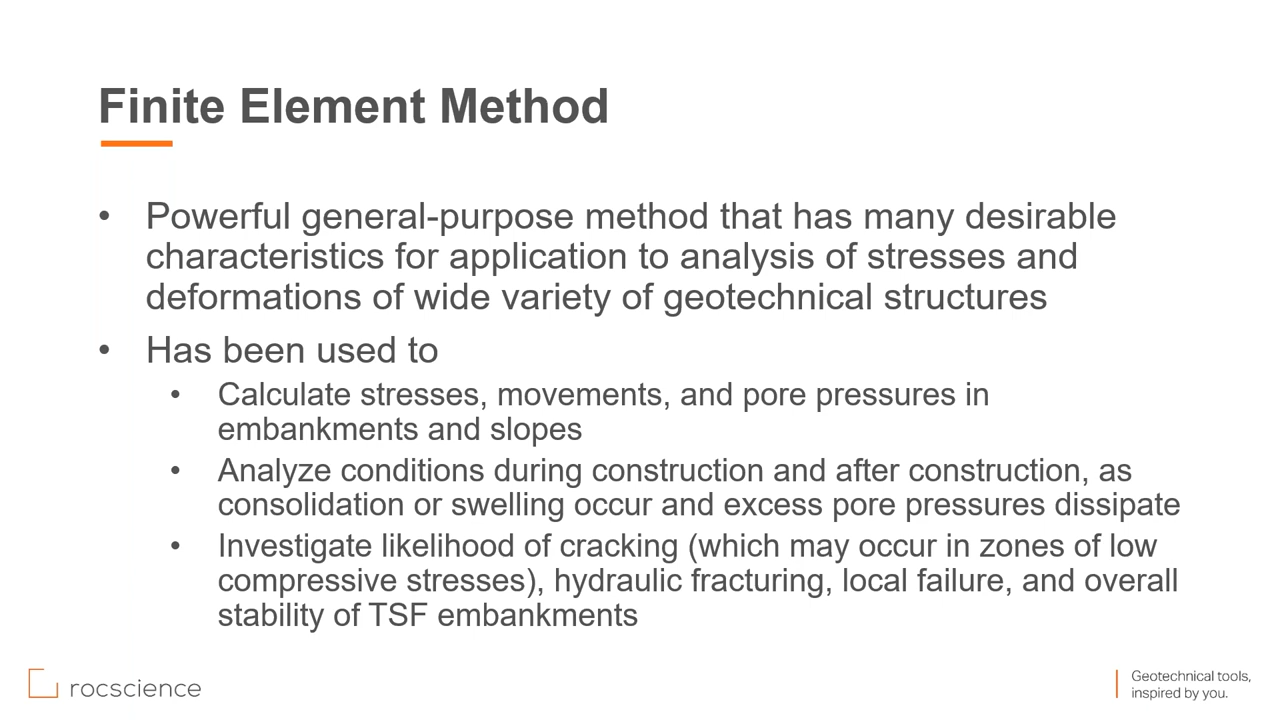 Finite Element Method
• Powerful general-purpose method that has many desirable
characteristics for application to analysis of stresses and
deformations of wide variety of geotechnical structures
• Has been used to
• Calculate stresses, movements, and pore pressures in
embankments and slopes
• Analyze conditions during construction and after construction, as
consolidation or swelling occur and excess pore pressures dissipate
• Investigate likelihood of cracking (which may occur in zones of low
compressive stresses), hydraulic fracturing, local failure, and overall
stability of TSF embankments
rocscience
Geotechnical tools,
inspired by you.